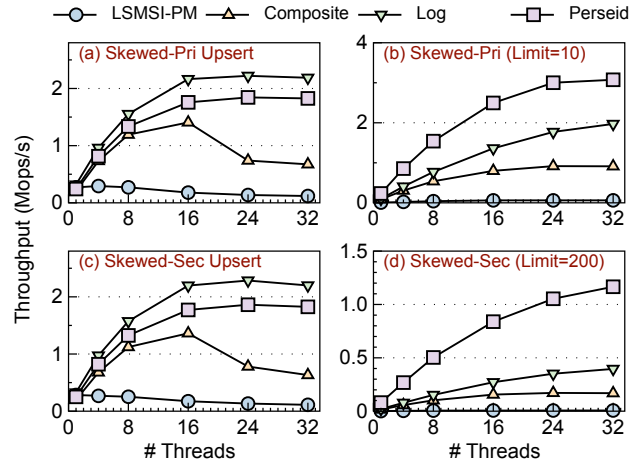 LSMSI-PM Composite Log Perseid
Throughput (Mops/s)
(a) Skewed-Pri Upsert
2
1
0
0 8 16 24 32
(b) Skewed-Pri (Limit=10)
4
2
0
0 8 16 24 32
(c) Skewed-Sec Upsert
2
1
0
0 8 16 24 32
# Threads
(d) Skewed-Sec (Limit=200)
1.5
1.0
0.5
0.0
0 8 16 24 32
# Threads